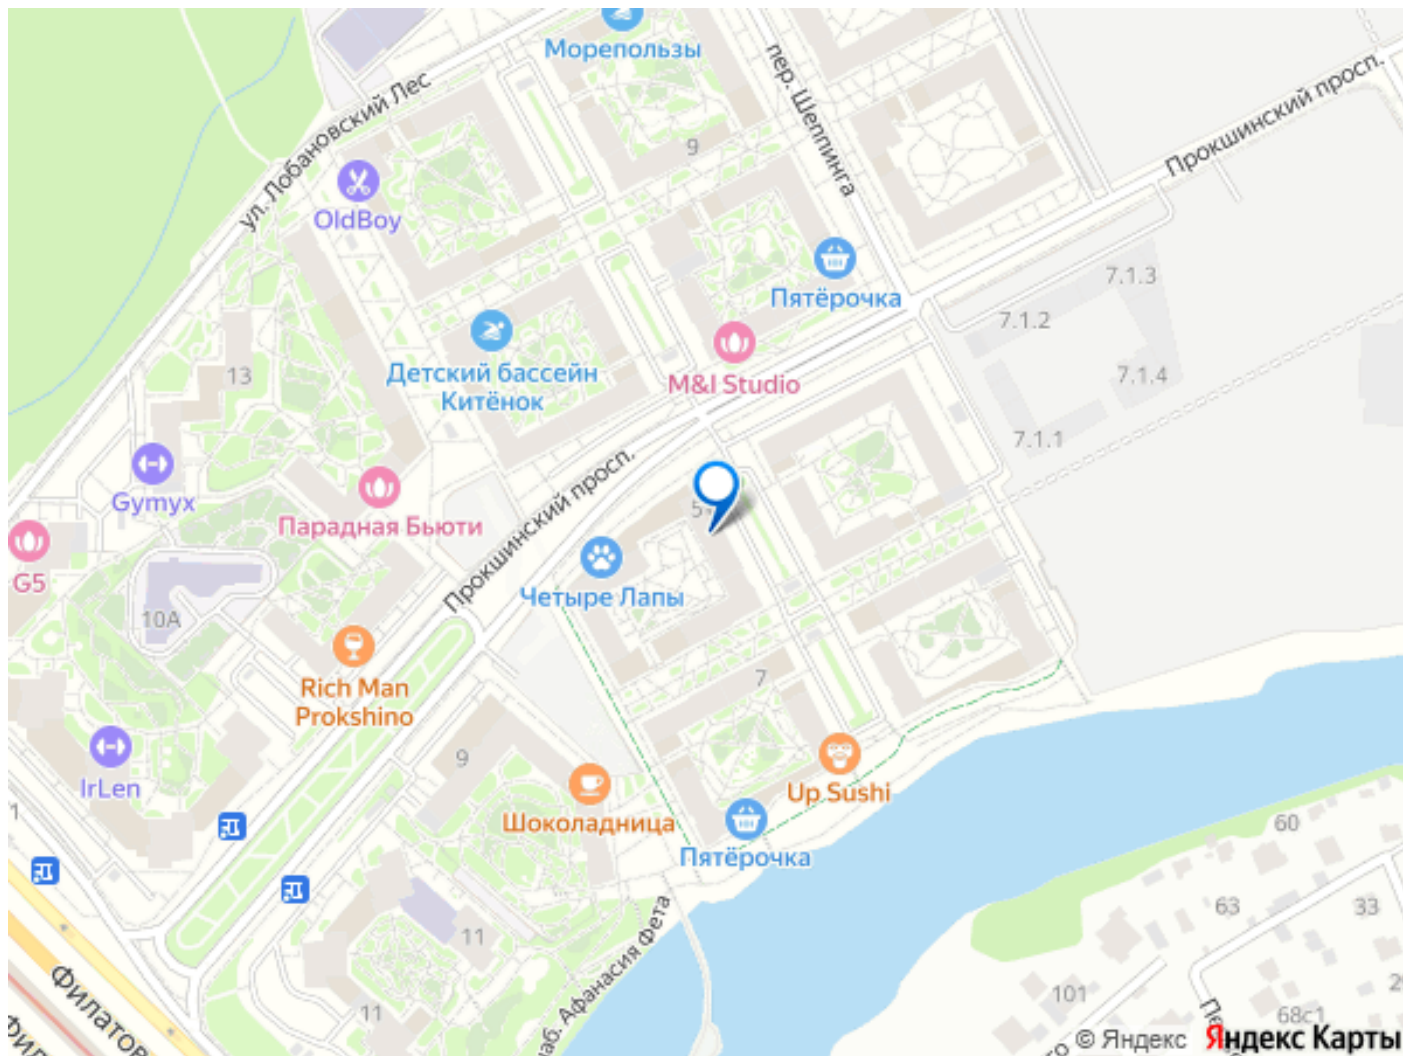 Морепользы
пер. Шеппинга
Прокшинский просп.
ул. Лобановский Лес
9
OldBoy
Пятёрочка
7.1.3
7.1.2
7.1.4
7.1.1
M&I Studio
Детский бассейн
Китёнок
13
Gymyx
Парадная Бьюти
Прокшинский просп.
5
G5
Четыре Лапы
10А
Rich Man
Prokshino
7
9
IrLen
Up Sushi
Шоколадница
Пятёрочка
1
60
63
33
11
11
101
68с1
наб. Афанасия Фета
© Яндекс
Яндекс Карты